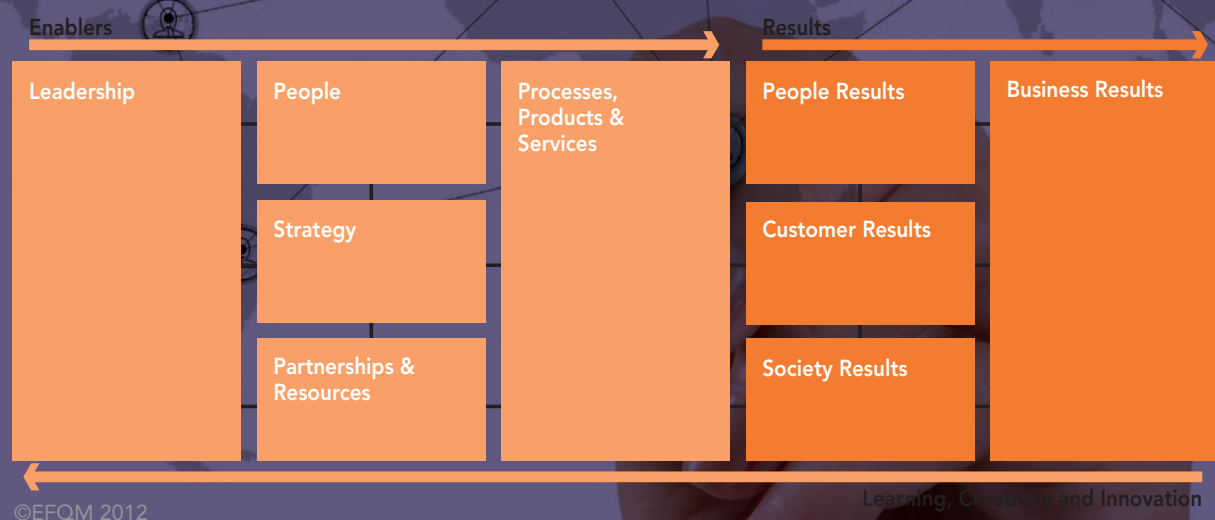 Enablers
Results
Leadership
People
Processes,
Products &
Services
People Results
Business Results
Strategy
Customer Results
Partnerships &
Resources
Society Results
Learning, Creativity and Innovation
©EFQM 2012